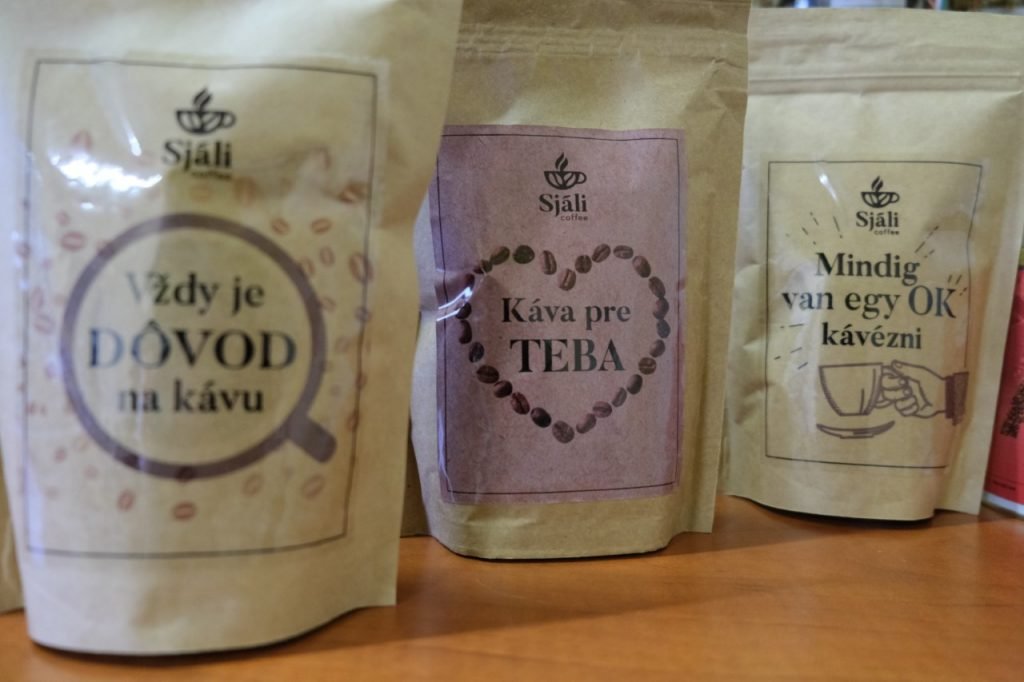 Sjáli
coffee
Vždy je
DÔVOD
na kávu
Sjáli
coffee
Káva pre
TEBA
Sjáli
coffee
Mindig
van egy OK
kávézni